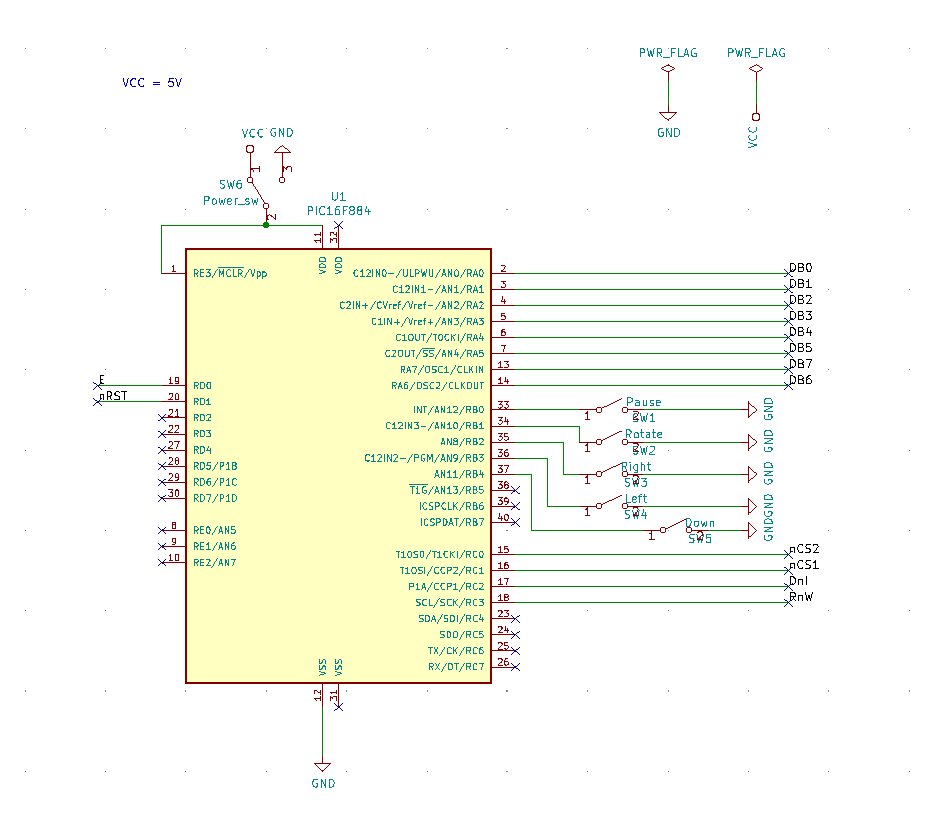 PWR_FLAG
PWR_FLAG
VCC = 5V
GND
VCC
VCC GND
1
3
SW6
Power_sw
2
U1
PIC16F884
11
32
VDD
VDD
1
RE3/MCLR/Vpp
C12IN0-/ULPWU/AN0/RA0
2
DB0
C12IN1-/AN1/RA1
3
DB1
C2IN+/CVref/Vref-/AN2/RA2
4
DB2
C1IN+/Vref+/AN3/RA3
5
DB3
C1OUT/TOCKI/RA4
6
DB4
C2OUT/SS/AN4/RA5
7
DB5
RA7/OSC1/CLKIN
13
DB7
RA6/OSC2/CLKOUT
14
DB6
E
19
RD0
nRST
20
RD1
21
RD2
22
RD3
27
RD4
28
RD5/P1B
29
RD6/P1C
30
RD7/P1D
8
RE0/AN5
9
RE1/AN6
10
RE2/AN7
INT/AN12/RB0
33
1
Pause
2
SW1
GND
C12IN3-/AN10/RB1
34
1
Rotate
2
SW2
GND
AN8/RB2
35
1
Right
2
SW3
GND
C12IN2-/PGM/AN9/RB3
36
1
Left
2
SW4
GND
AN11/RB4
37
1
Down
2
SW5
GND
T1G/AN13/RB5
38
ICSPCLK/RB6
39
ICSPDAT/RB7
40
T1OSO/T1CKI/RC0
15
nCS2
T1OSI/CCP2/RC1
16
nCS1
P1A/CCP1/RC2
17
DnI
SCL/SCK/RC3
18
RnW
SDA/SDI/RC4
23
SDO/RC5
24
TX/CK/RC6
25
RX/DT/RC7
26
VSS
VSS
12
31
GND